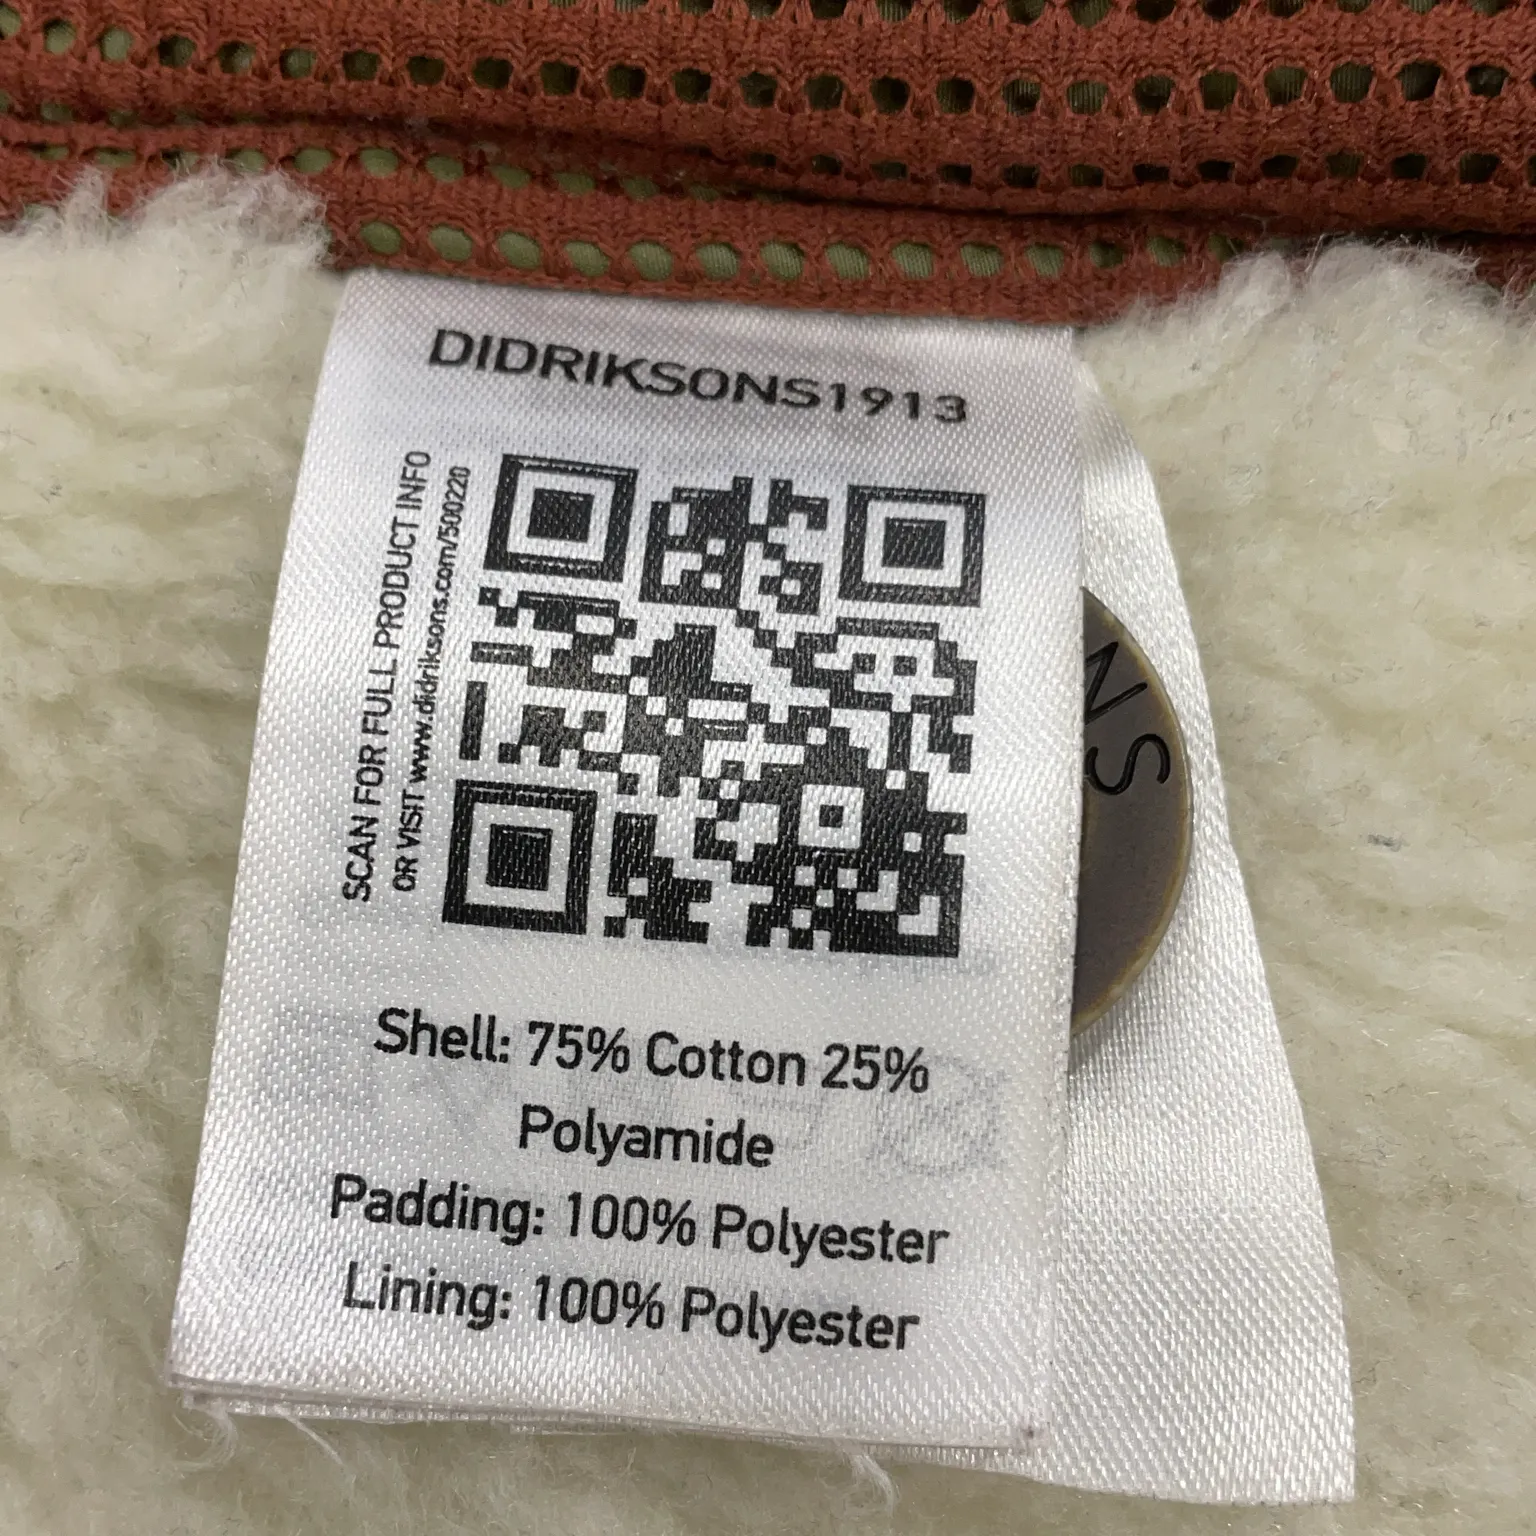 DIDRIKSONS1913
SCAN FOR FULL PRODUCT INFO
OR VISIT www.didriksons.com/500220
Shell: 75% Cotton 25%
Polyamide
Padding: 100% Polyester
Lining: 100% Polyester
NS